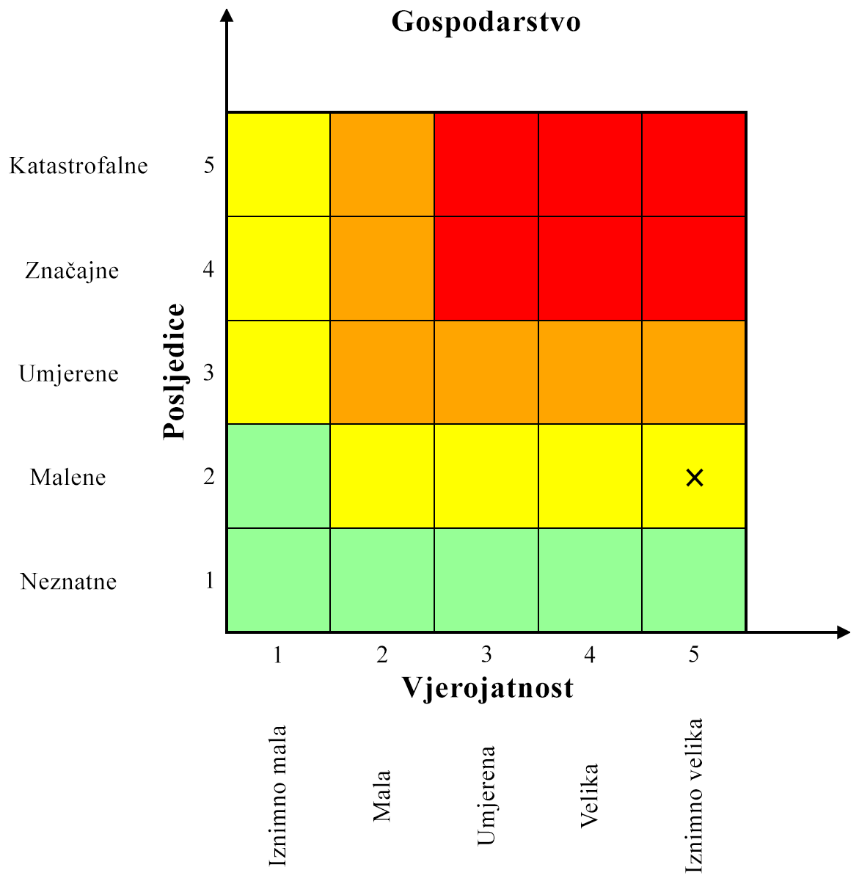 Gospodarstvo
Katastrofalne 5
Značajne 4
Posljedice
Umjerene 3
Malene 2
Neznatne 1
1 2 3 4 5
Vjerojatnost
Iznimno mala
Mala
Umjerena
Velika
Iznimno velika